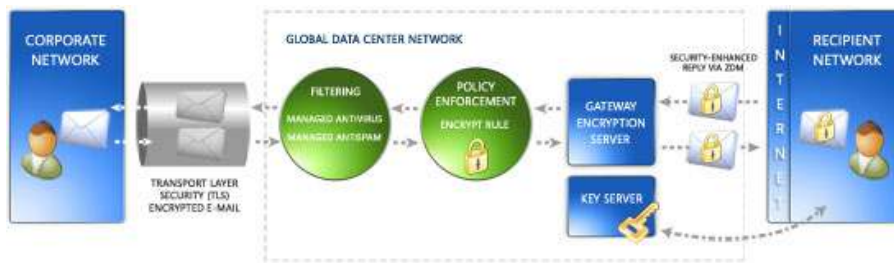 CORPORATE
NETWORK
TRANSPORT LAYER
SECURITY (TLS)
ENCRYPTED E-MAIL
GLOBAL DATA CENTER NETWORK
FILTERING
MANAGED ANTIVIRUS
MANAGED ANTISPAM
POLICY
ENFORCEMENT
ENCRYPT RULE
GATEWAY
ENCRYPTION
SERVER
KEY SERVER
SECURITY-ENHANCED
REPLY VIA ZDM
INTERNET
RECIPIENT
NETWORK